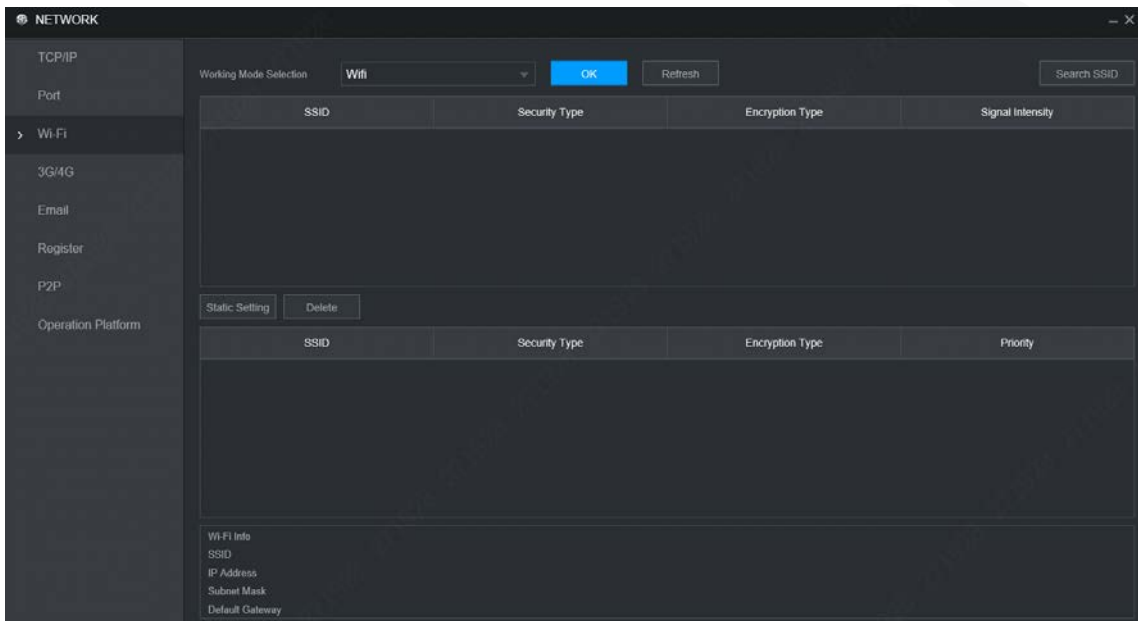 NETWORK
TCP/IP
Port
Wi-Fi
3G/4G
Email
Register
P2P
Operation Platform
Working Mode Selection Wifi OK Refresh Search SSID
SSID Security Type Encryption Type Signal Intensity
Static Setting Delete
SSID Security Type Encryption Type Priority
Wi-Fi Info
SSID
IP Address
Subnet Mask
Default Gateway